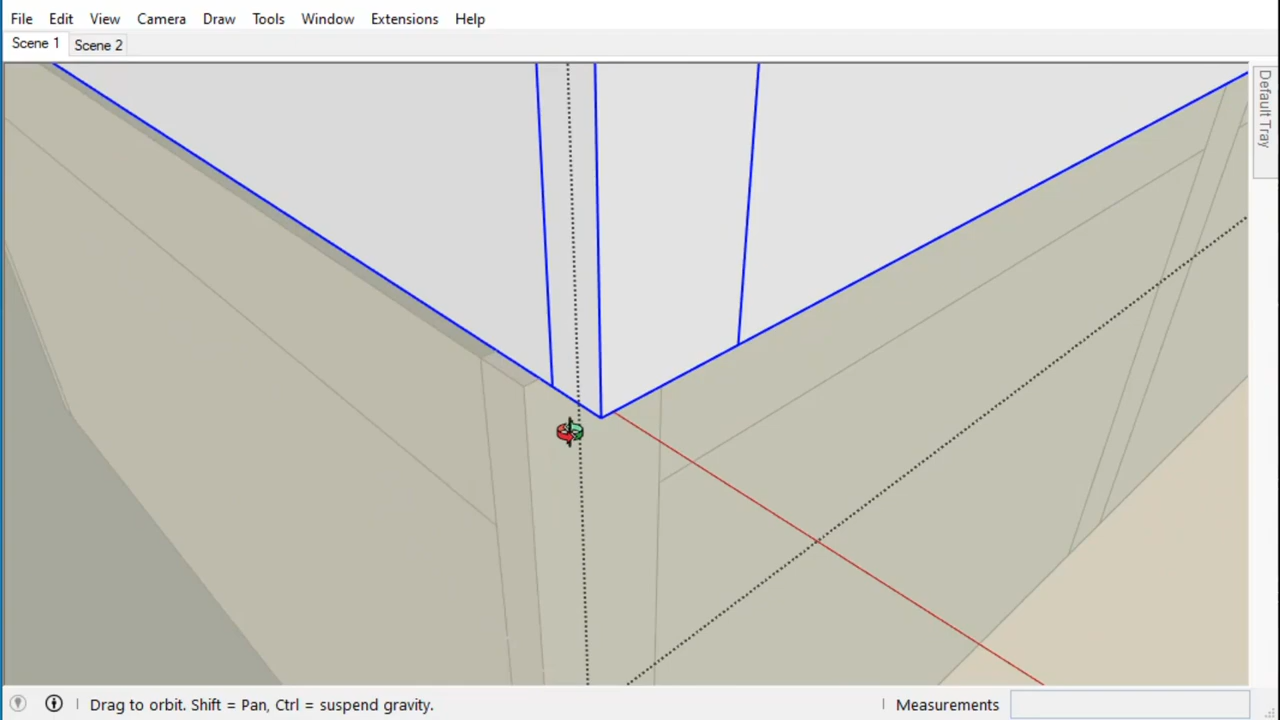 File Edit View Camera Draw Tools Window Extensions Help
Scene 1 Scene 2
Default Tray
Drag to orbit. Shift = Pan, Ctrl = suspend gravity. Measurements